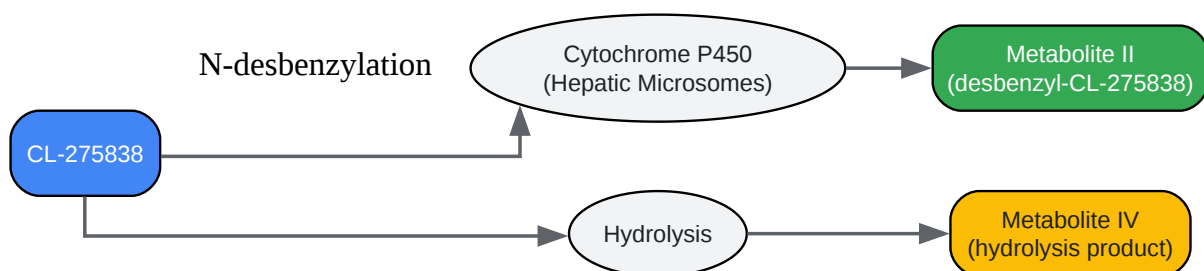 N-desbenzylation
Cytochrome P450
(Hepatic Microsomes)
Metabolite II
(desbenzyl-CL-275838)
CL-275838
Hydrolysis
Metabolite IV
(hydrolysis product)